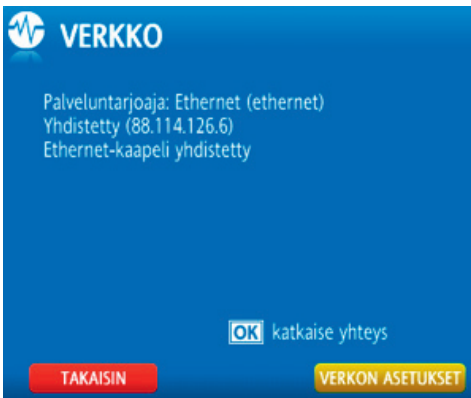 VERKKO
Palveluntarjoaja: Ethernet (ethernet)
Yhdistetty (88.114.126.6)
Ethernet-kaapeli yhdistetty
OK katkaise yhteys
TAKAISIN
VERKON ASETUKSET